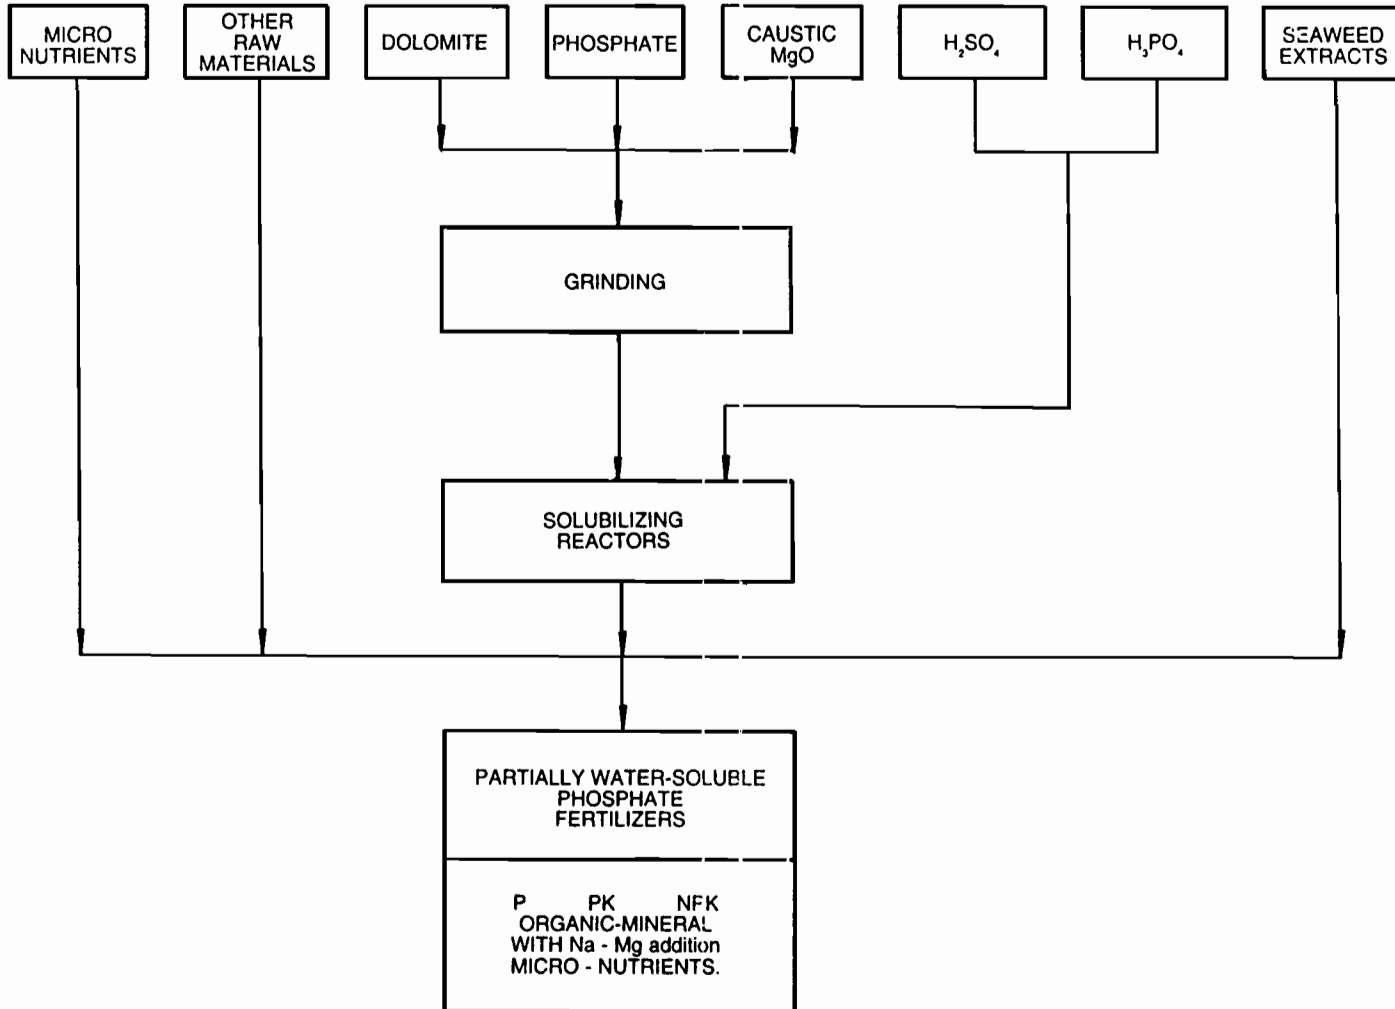 MICRO
NUTRIENTS
OTHER
RAW
MATERIALS
DOLOMITE
PHOSPHATE
CAUSTIC
MgO
H₂SO₄
H₃PO₄
SEAWEED
EXTRACTS
GRINDING
SOLUBILIZING
REACTORS
PARTIALLY WATER-SOLUBLE
PHOSPHATE
FERTILIZERS
P PK NPK
ORGANIC-MINERAL
WITH Na - Mg addition
MICRO - NUTRIENTS.